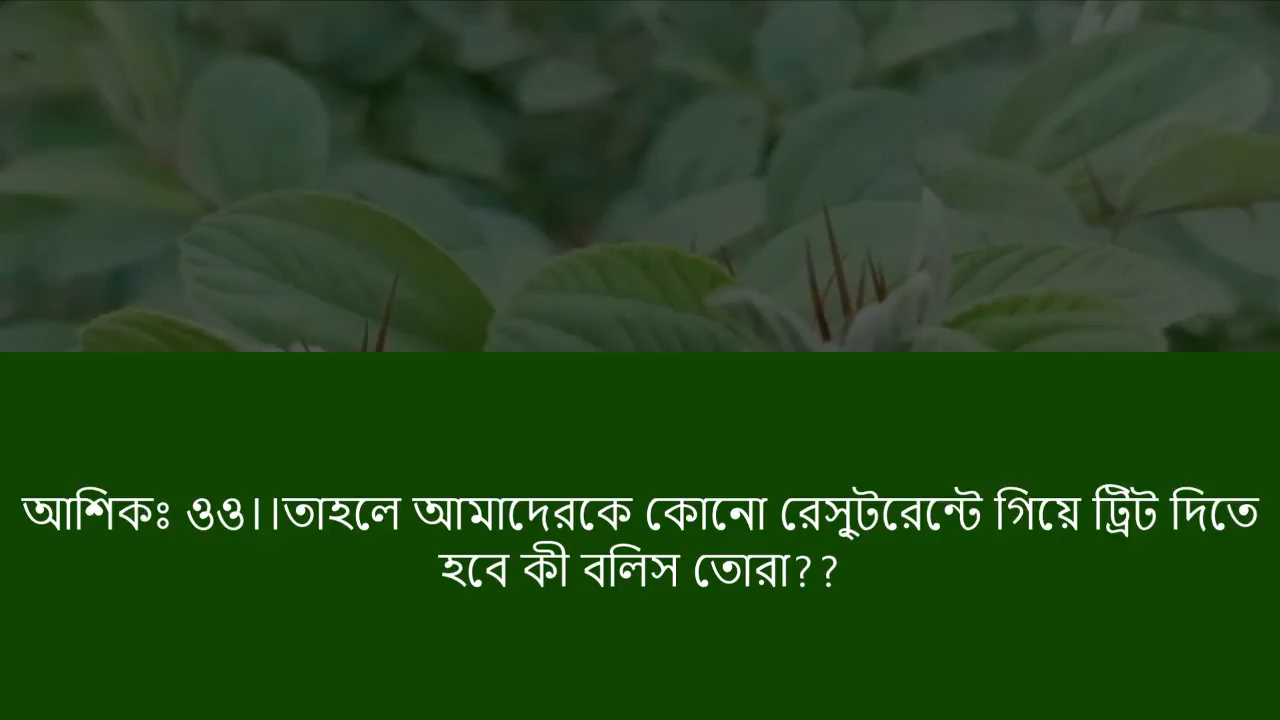 আশিকঃ ওও।।তাহলে আমাদেরকে কোনো রেসু্টরেন্টে গিয়ে ট্রিট দিতে
হবে কী বলিস তোরা??